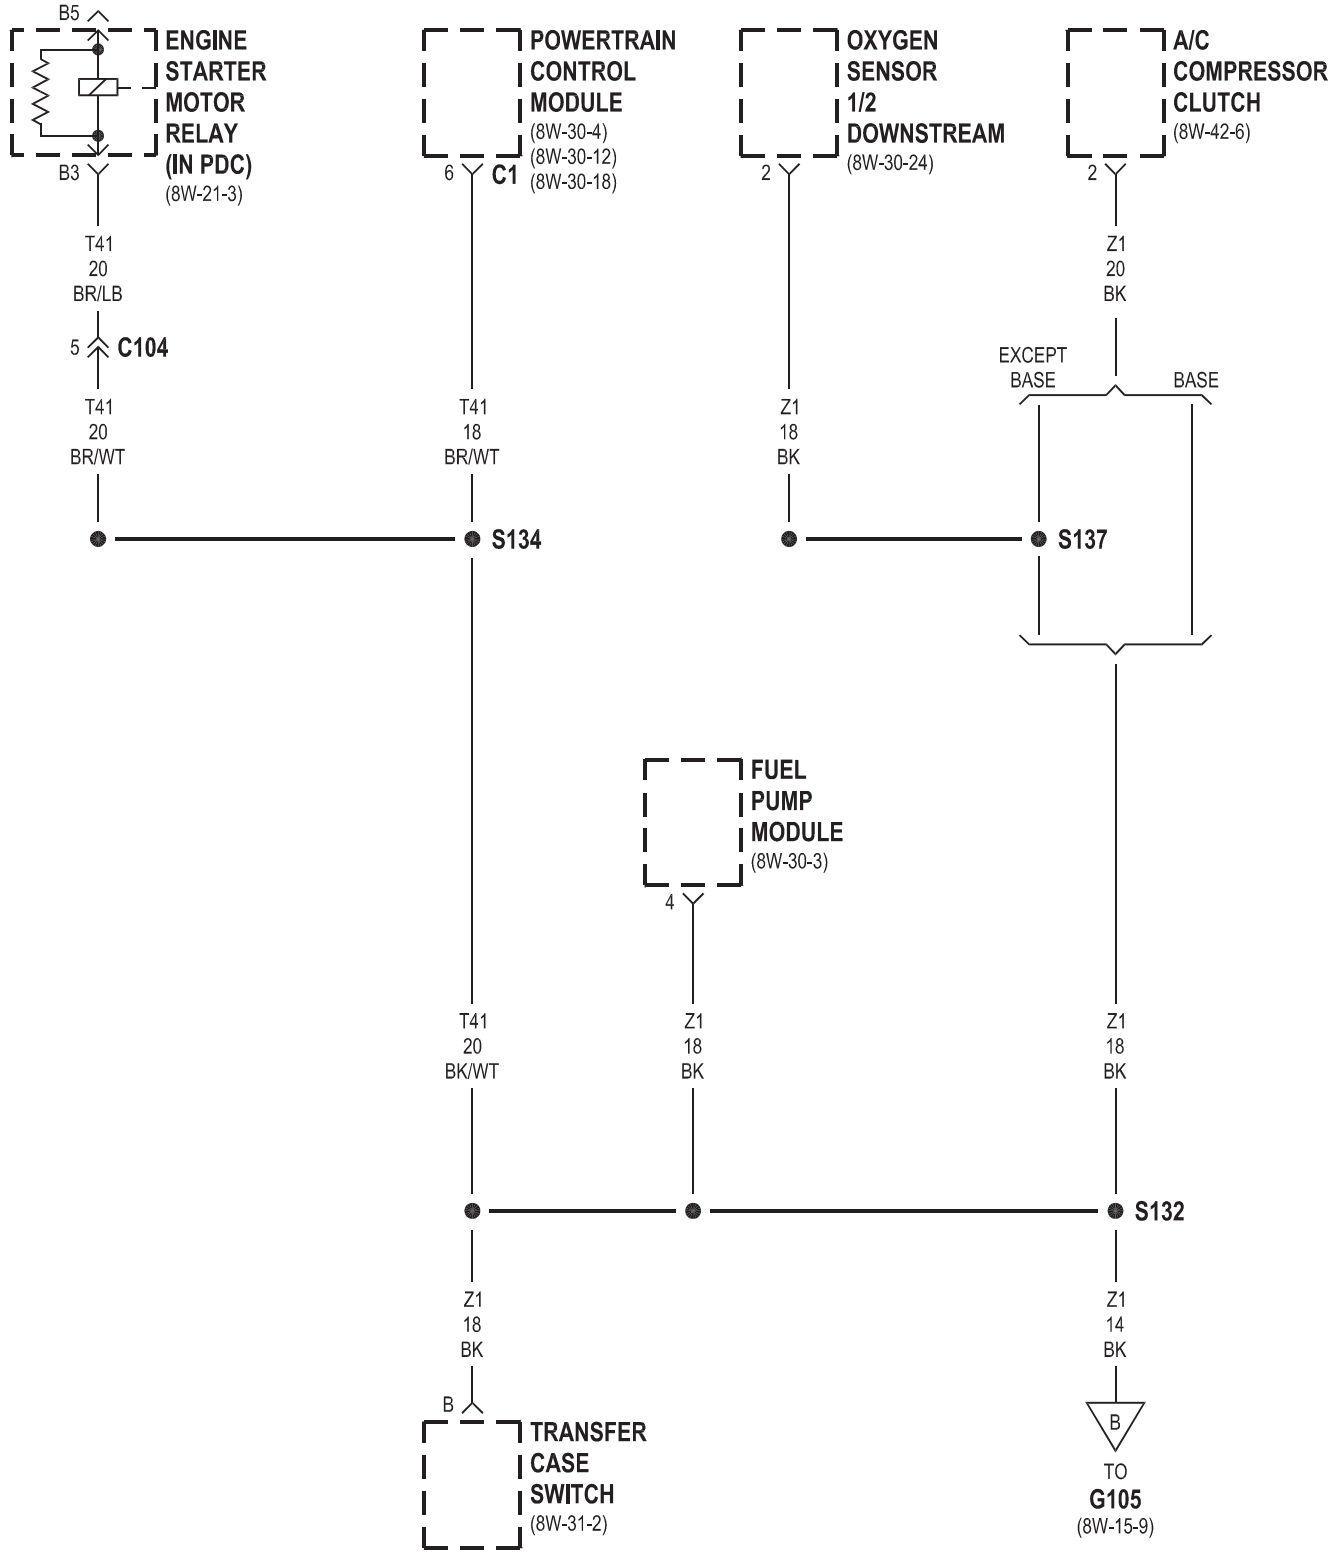 B5
ENGINE
STARTER
MOTOR
RELAY
(IN PDC)
(8W-21-3)
B3
POWERTRAIN
CONTROL
MODULE
(8W-30-4)
(8W-30-12)
(8W-30-18)
6
C1
OXYGEN
SENSOR
1/2
DOWNSTREAM
(8W-30-24)
2
A/C
COMPRESSOR
CLUTCH
(8W-42-6)
2
T41
20
BR/LB
Z1
20
BK
5
C104
EXCEPT
BASE
BASE
T41
20
BR/WT
T41
18
BR/WT
Z1
18
BK
S134
S137
FUEL
PUMP
MODULE
(8W-30-3)
4
T41
20
BK/WT
Z1
18
BK
Z1
18
BK
S132
Z1
18
BK
Z1
14
BK
B
TRANSFER
CASE
SWITCH
(8W-31-2)
B
TO
G105
(8W-15-9)